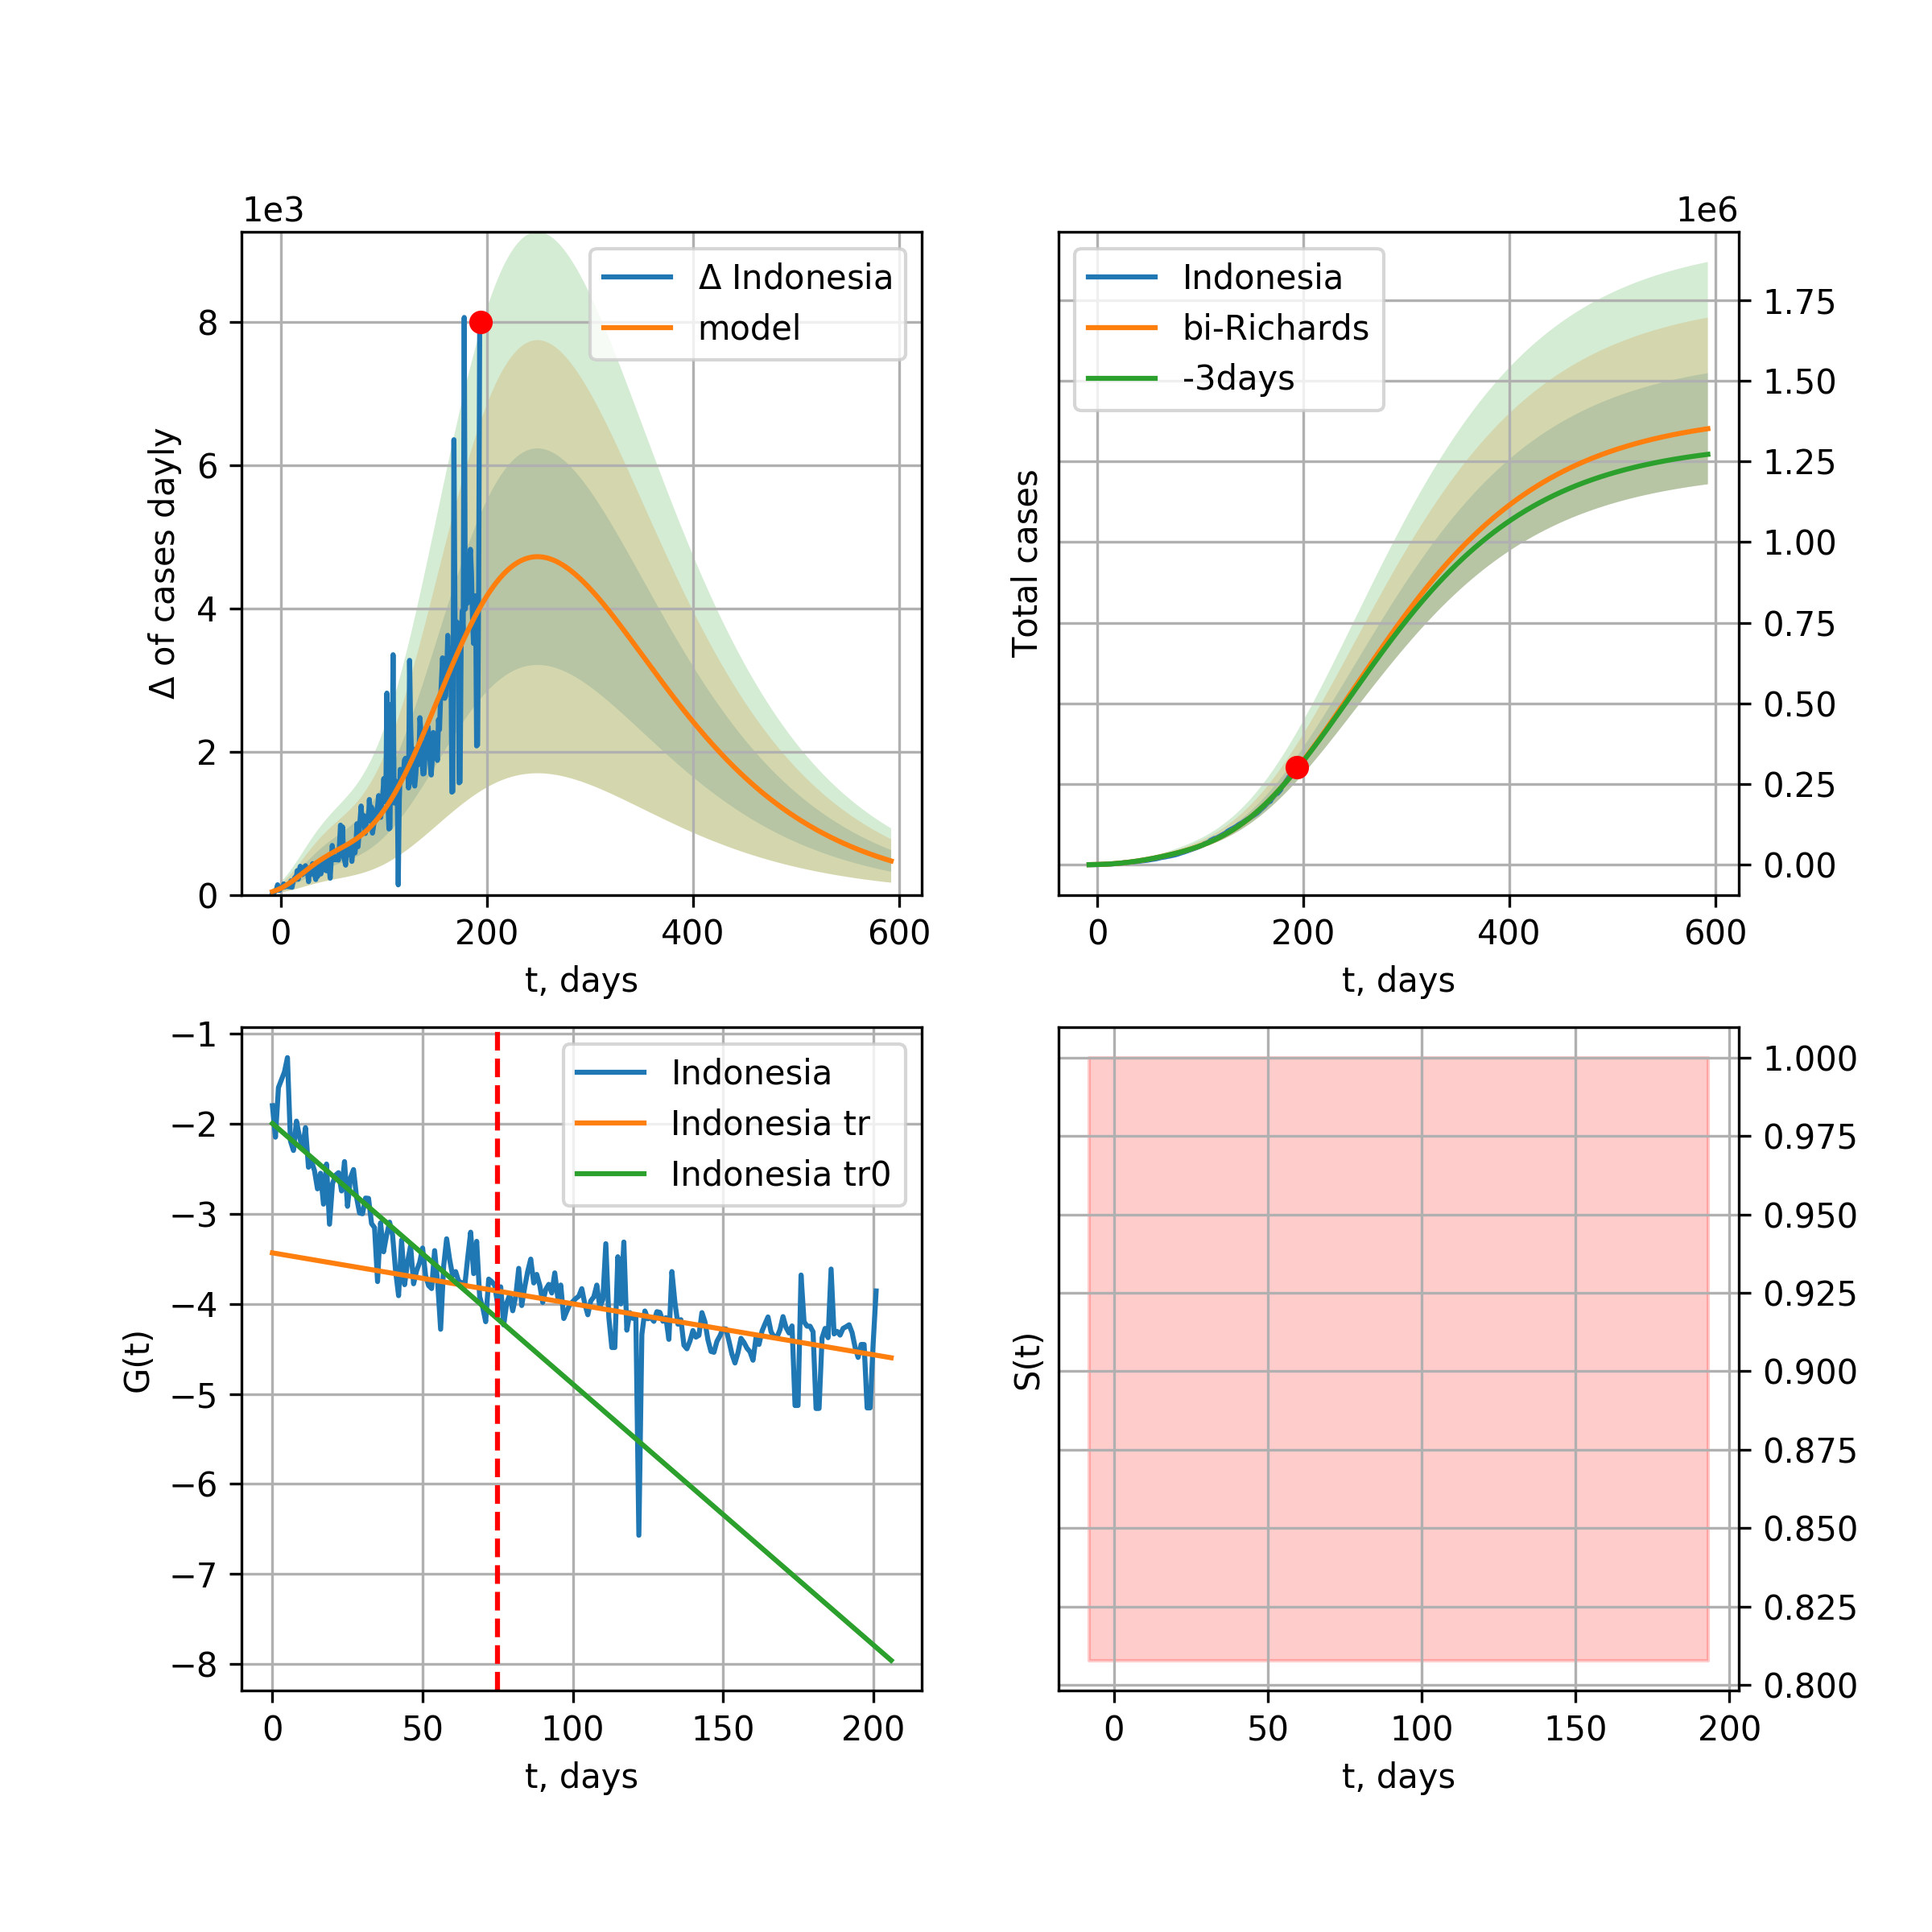 1e3
Δ of cases dayly
8
6
4
2
0
Δ Indonesia
model
0 200 400 600
t, days
1e6
Total cases
Indonesia
bi-Richards
-3days
1.75
1.50
1.25
1.00
0.75
0.50
0.25
0.00
0 200 400 600
t, days
G(t)
−1
−2
−3
−4
−5
−6
−7
−8
Indonesia
Indonesia tr
Indonesia tr0
0 50 100 150 200
t, days
S(t)
1.000
0.975
0.950
0.925
0.900
0.875
0.850
0.825
0.800
0 50 100 150 200
t, days